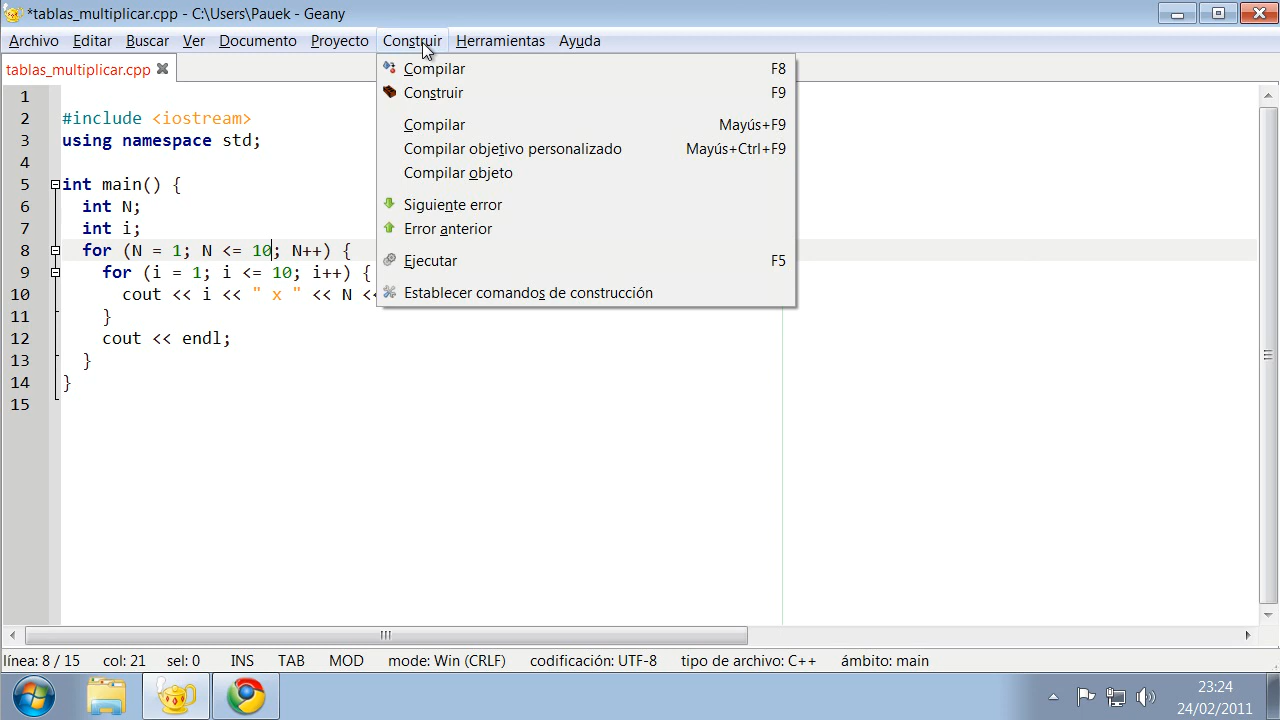 *tablas_multiplicar.cpp - C:\Users\Pauek - Geany
Archivo Editar Buscar Ver Documento Proyecto Construir Herramientas Ayuda
tablas_multiplicar.cpp
Compilar F8
Construir F9
Compilar Mayús+F9
Compilar objetivo personalizado Mayús+Ctrl+F9
Compilar objeto
Siguiente error
Error anterior
Ejecutar F5
Establecer comandos de construcción
1
2 #include <iostream>
3 using namespace std;
4
5 int main() {
6 int N;
7 int i;
8 for (N = 1; N <= 10; N++) {
9 for (i = 1; i <= 10; i++) {
10 cout << i << " x " << N <<
11 }
12 cout << endl;
13 }
14 }
15
línea: 8 / 15 col: 21 sel: 0 INS TAB MOD mode: Win (CRLF) codificación: UTF-8 tipo de archivo: C++ ámbito: main
23:24
24/02/2011